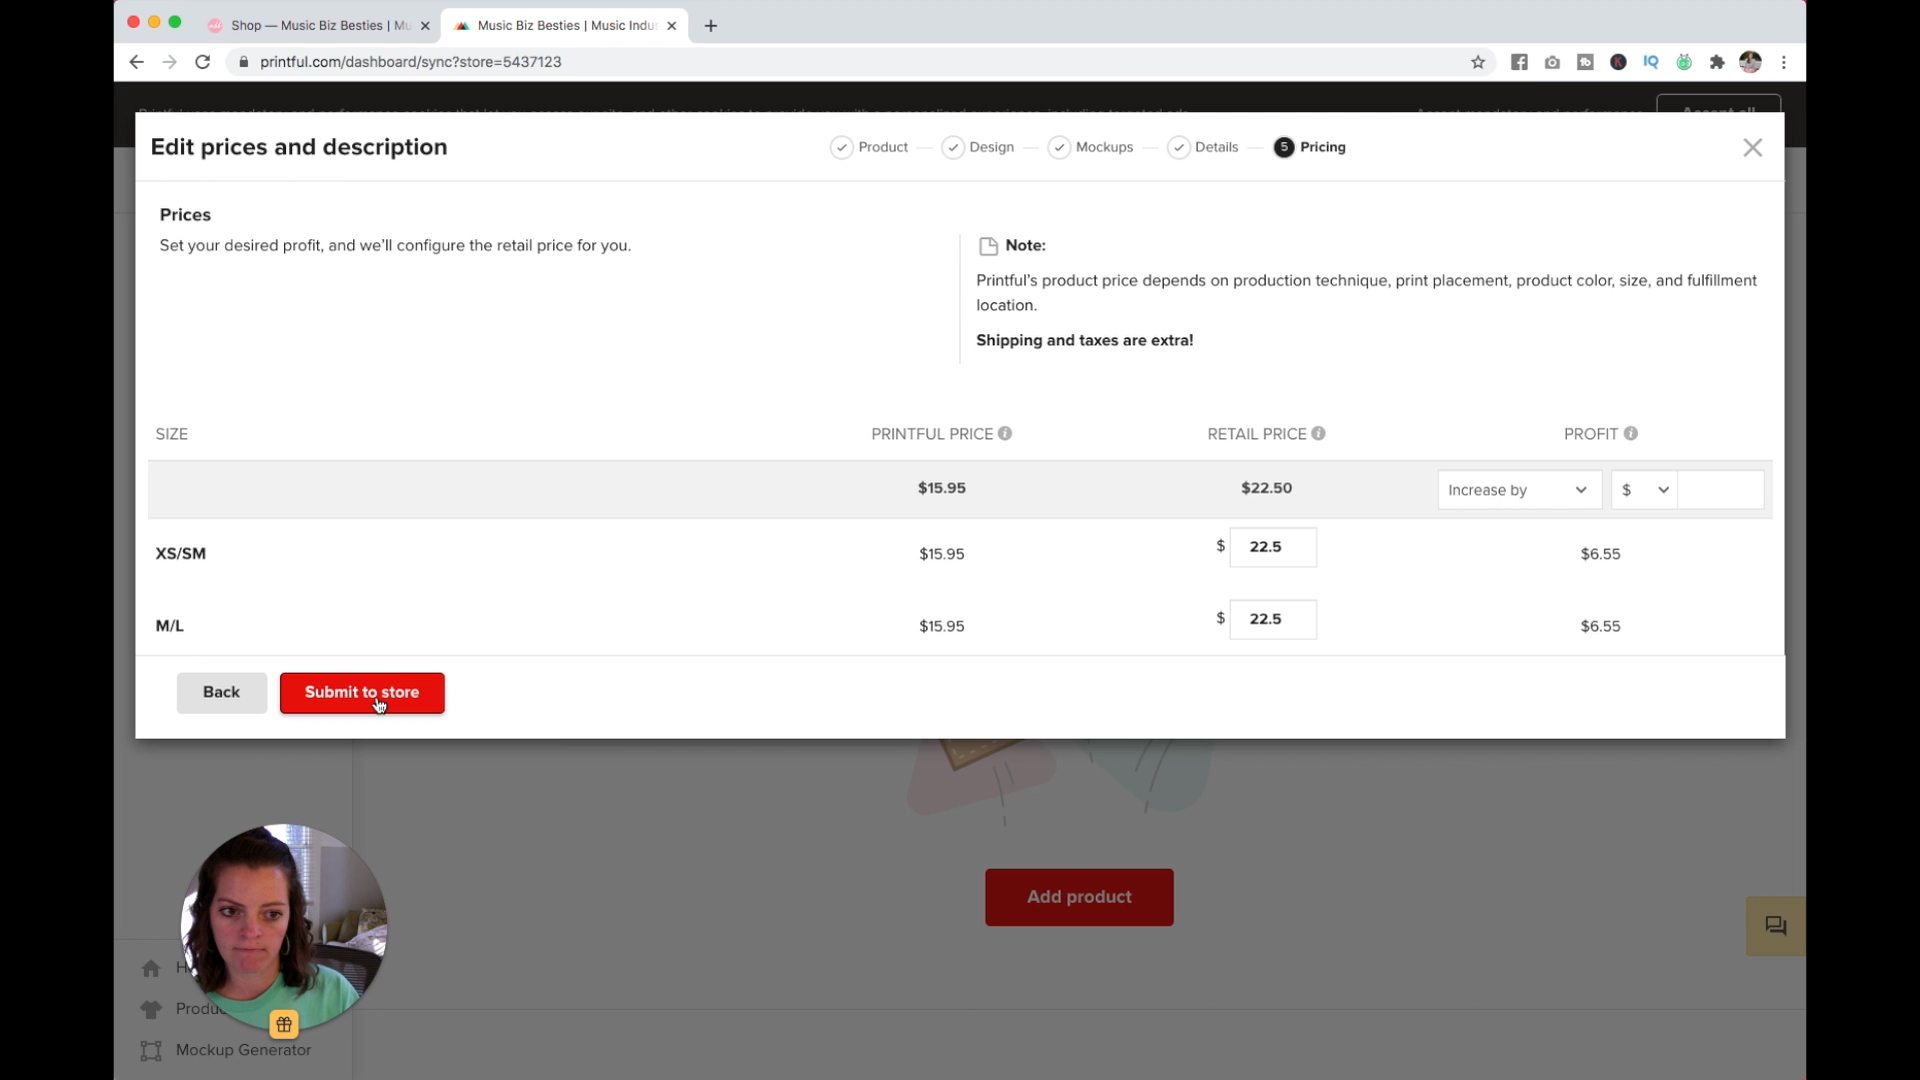 Shop — Music Biz Besties | Mu
Music Biz Besties | Music Indus
printful.com/dashboard/sync?store=5437123
IQ
Edit prices and description
Product
Design
Mockups
Details
5 Pricing
Prices
Set your desired profit, and we'll configure the retail price for you.
Note:
Printful's product price depends on production technique, print placement, product color, size, and fulfillment
location.
Shipping and taxes are extra!
SIZE PRINTFUL PRICE RETAIL PRICE PROFIT
$15.95 $22.50 Increase by $
XS/SM $15.95 $ 22.5 $6.55
M/L $15.95 $ 22.5 $6.55
Back Submit to store
Add product
Produ
Mockup Generator